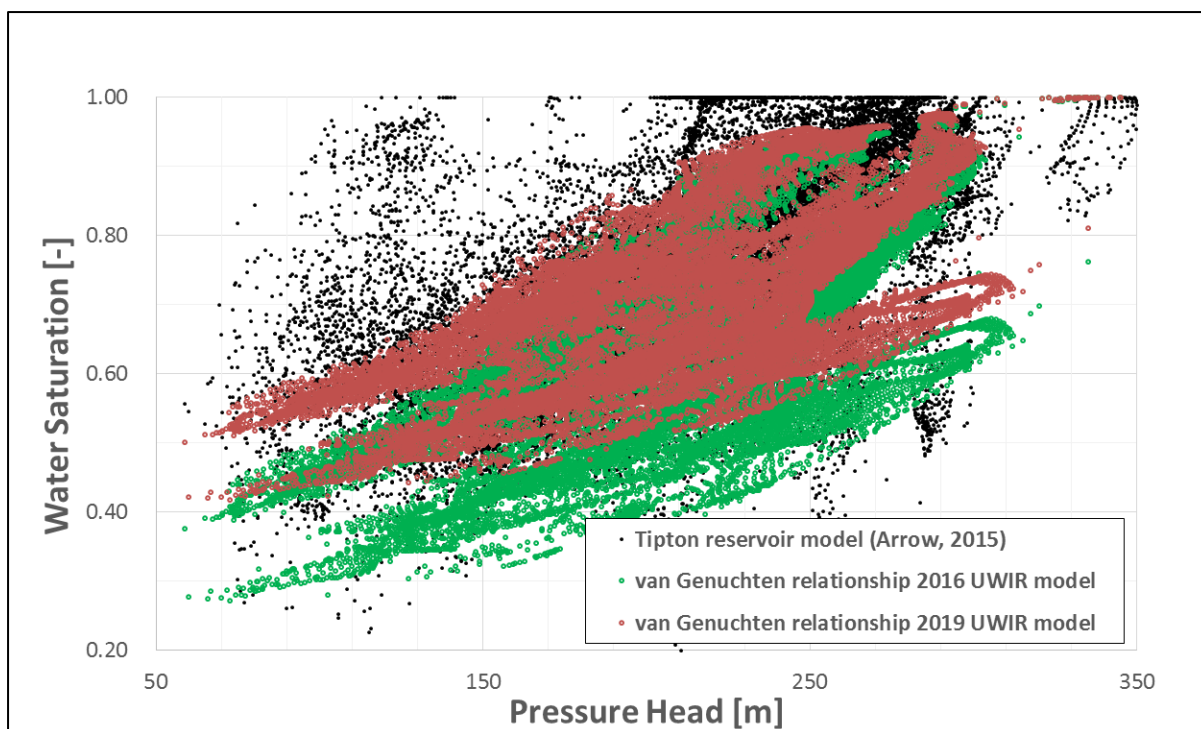 1.00
0.80
0.60
0.40
0.20
Water Saturation [-]
Tipton reservoir model (Arrow, 2015)
van Genuchten relationship 2016 UWIR model
van Genuchten relationship 2019 UWIR model
50 150 250 350
Pressure Head [m]